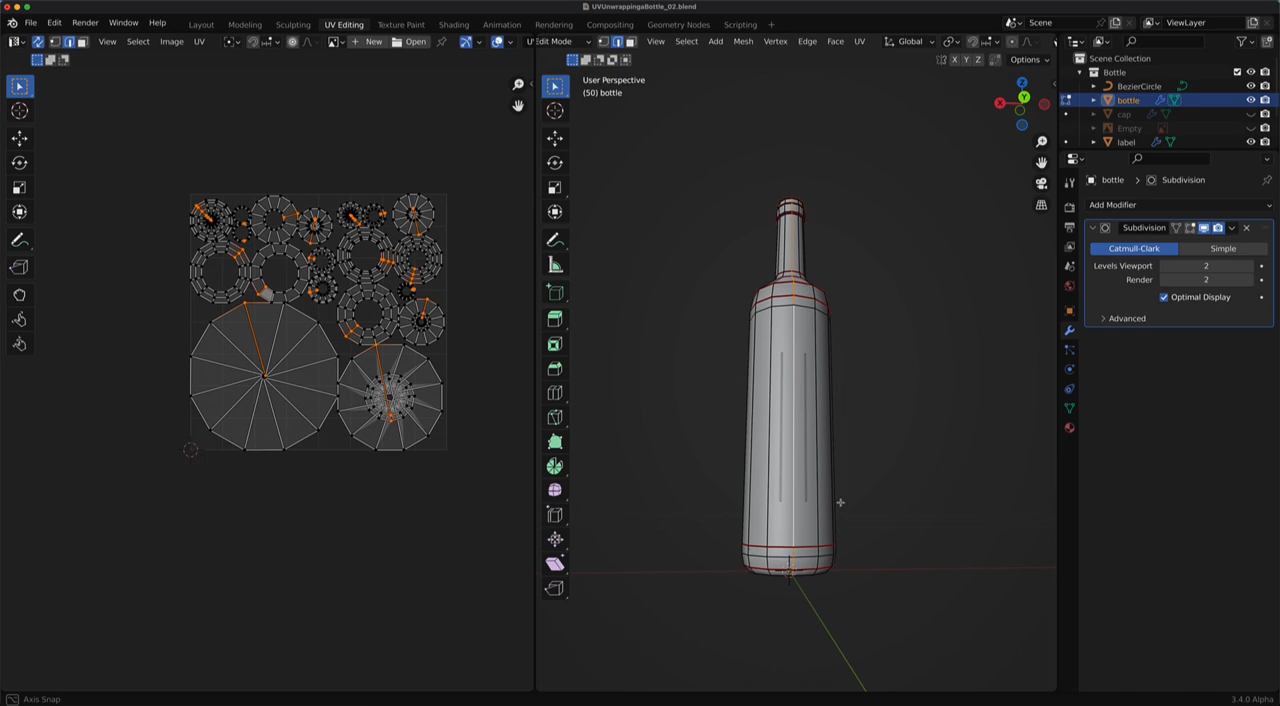 UVUnwrappingaBottle_02.blend
File Edit Render Window Help Layout Modeling Sculpting UV Editing Texture Paint Shading Animation Rendering Compositing Geometry Nodes Scripting + Scene ViewLayer
View Select Image UV + New Open Edit Mode View Select Add Mesh Vertex Edge Face UV Global
X Y Z Options
User Perspective
(50) bottle
Z
Y
X
Scene Collection
Bottle
BezierCircle
bottle
cap
Empty
label
bottle > Subdivision
Add Modifier
Subdivision
Catmull-Clark Simple
Levels Viewport 2
Render 2
Optimal Display
Advanced
Axis Snap 3.4.0 Alpha